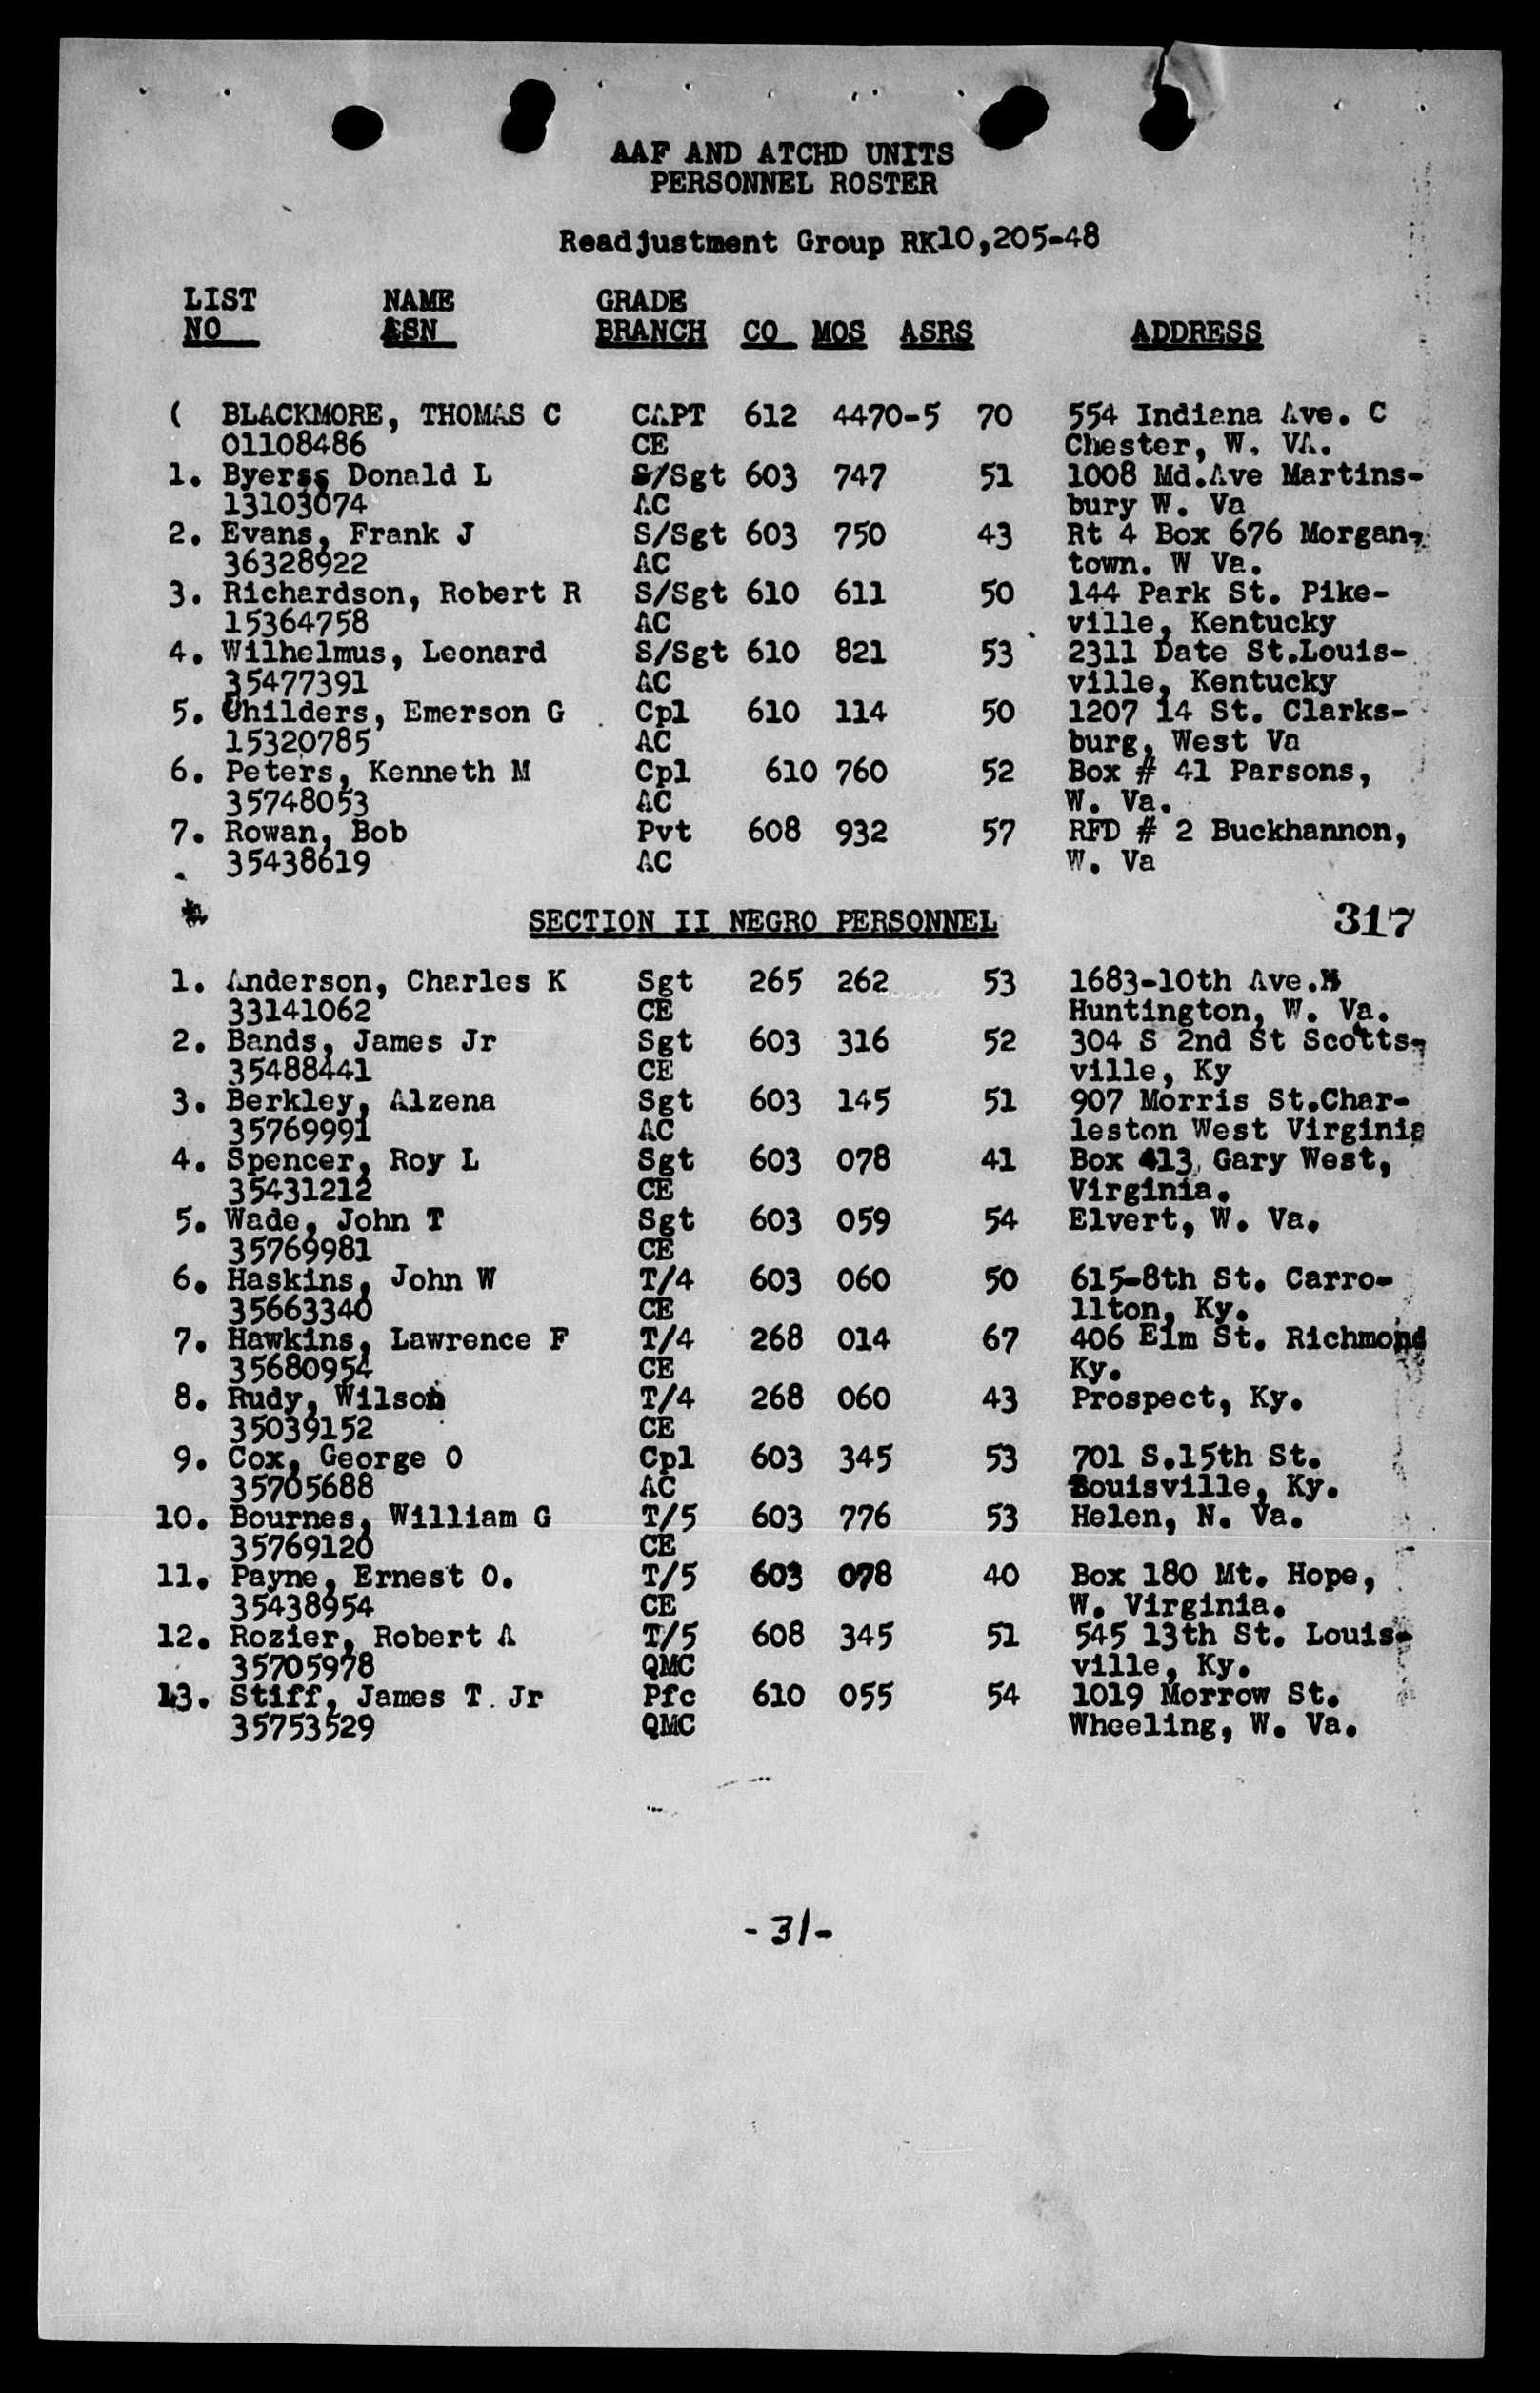 AAF AND ATCHD UNITS
PERSONNEL ROSTER
Readjustment Group RK10,205-48
LIST NAME GRADE
NO ASN BRANCH CO MOS ASRS ADDRESS
( BLACKMORE, THOMAS C CAPT 612 4470-5 70 554 Indiana Ave. C
01108486 CE Chester, W. VA.
1. Byerss Donald L S/Sgt 603 747 51 1008 Md.Ave Martins-
13103074 AC bury W. Va
2. Evans, Frank J S/Sgt 603 750 43 Rt 4 Box 676 Morgan-
36328922 AC town. W Va.
3. Richardson, Robert R S/Sgt 610 611 50 144 Park St. Pike-
15364758 AC ville, Kentucky
4. Wilhelmus, Leonard S/Sgt 610 821 53 2311 Date St.Louis-
35477391 AC ville, Kentucky
5. Childers, Emerson G Cpl 610 114 50 1207 14 St. Clarks-
15320785 AC burg, West Va
6. Peters, Kenneth M Cpl 610 760 52 Box # 41 Parsons,
35748053 AC W. Va.
7. Rowan, Bob Pvt 608 932 57 RFD # 2 Buckhannon,
35438619 AC W. Va
SECTION II NEGRO PERSONNEL 317
1. Anderson, Charles K Sgt 265 262 53 1683-10th Ave.
33141062 CE Huntington, W. Va.
2. Bands, James Jr Sgt 603 316 52 304 S 2nd St Scotts-
35488441 CE ville, Ky
3. Berkley, Alzena Sgt 603 145 51 907 Morris St.Char-
35769991 AC leston West Virginia
4. Spencer, Roy L Sgt 603 078 41 Box 413, Gary West,
35431212 CE Virginia.
5. Wade, John T Sgt 603 059 54 Elvert, W. Va.
35769981 CE
6. Haskins, John W T/4 603 060 50 615-8th St. Carro-
35663340 CE llton, Ky.
7. Hawkins, Lawrence F T/4 268 014 67 406 Elm St. Richmond
35680954 CE Ky.
8. Rudy, Wilson T/4 268 060 43 Prospect, Ky.
35039152 CE
9. Cox, George O Cpl 603 345 53 701 S.15th St.
35705688 AC Louisville, Ky.
10. Bournes, William G T/5 603 776 53 Helen, N. Va.
35769120 CE
11. Payne, Ernest O. T/5 603 078 40 Box 180 Mt. Hope,
35438954 CE W. Virginia.
12. Rozier, Robert A T/5 608 345 51 545 13th St. Louis-
35705978 QMC ville, Ky.
13. Stiff, James T. Jr Pfc 610 055 54 1019 Morrow St.
35753529 QMC Wheeling, W. Va.
-31-